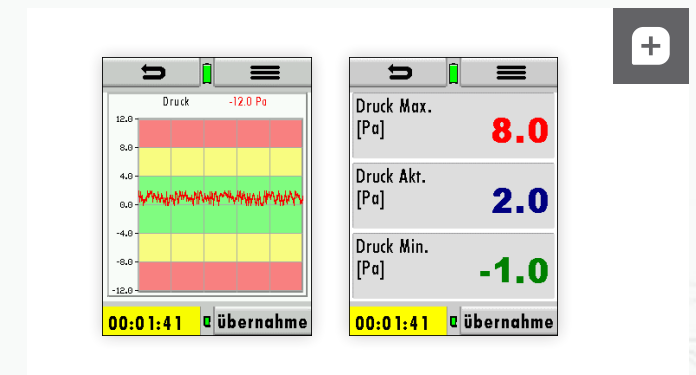 Druck -12.0 Pa
12.0
8.0
4.0
0.0
-4.0
-8.0
-12.0
00:01:41 übernahme
Druck Max.
[Pa]
8.0
Druck Akt.
[Pa]
2.0
Druck Min.
[Pa]
-1.0
00:01:41 übernahme